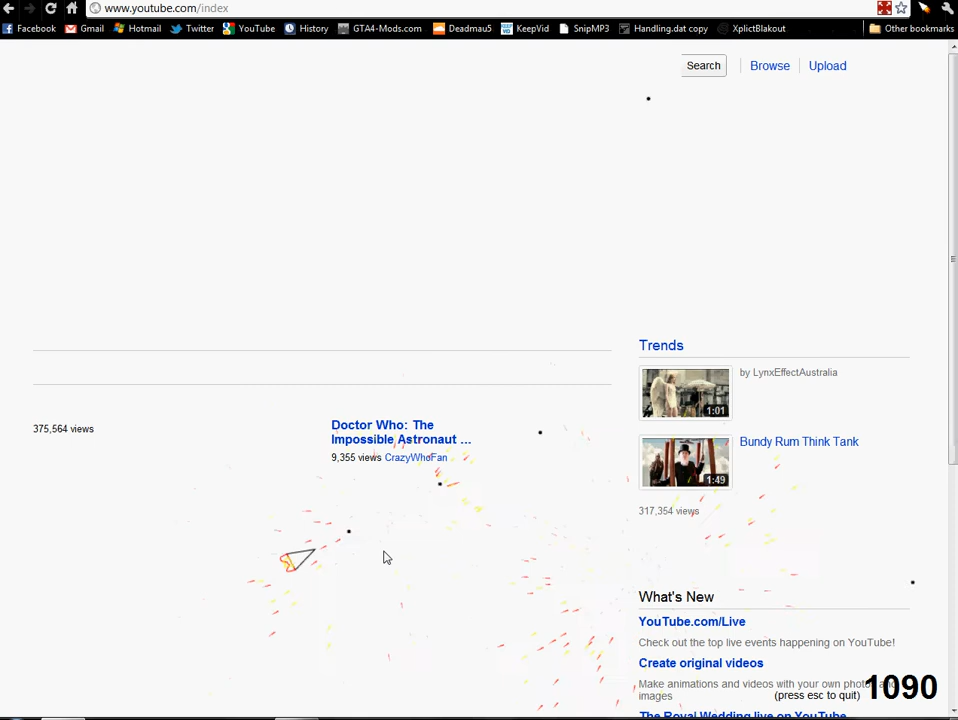 www.youtube.com/index
Facebook Gmail Hotmail Twitter YouTube History GTA4-Mods.com Deadmau5 KeepVid SnipMP3 Handling.dat copy XplictBlakout Other bookmarks
Search Browse Upload
Trends
by LynxEffectAustralia
1:01
375,564 views
Doctor Who: The
Impossible Astronaut ...
9,355 views CrazyWhoFan
Bundy Rum Think Tank
1:49
317,354 views
What's New
YouTube.com/Live
Check out the top live events happening on YouTube!
Create original videos
Make animations and videos with your own photos and
images
(press esc to quit) 1090
The Royal Wedding live on YouTube